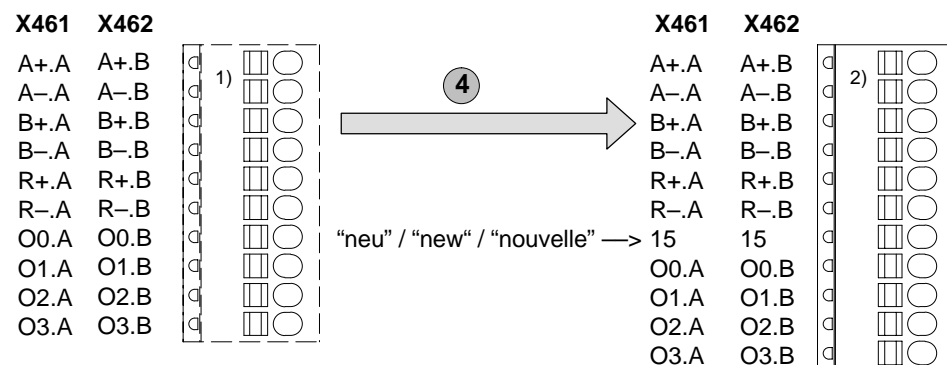 X461 X462 X461 X462
A+.A A+.B 1) A+.A A+.B 2)
A–.A A–.B 4 A–.A A–.B
B+.A B+.B B+.A B+.B
B–.A B–.B B–.A B–.B
R+.A R+.B R+.A R+.B
R–.A R–.B R–.A R–.B
O0.A O0.B “neu” / “new“ / “nouvelle” —> 15 15
O1.A O1.B O0.A O0.B
O2.A O2.B O1.A O1.B
O3.A O3.B O2.A O2.B
O3.A O3.B